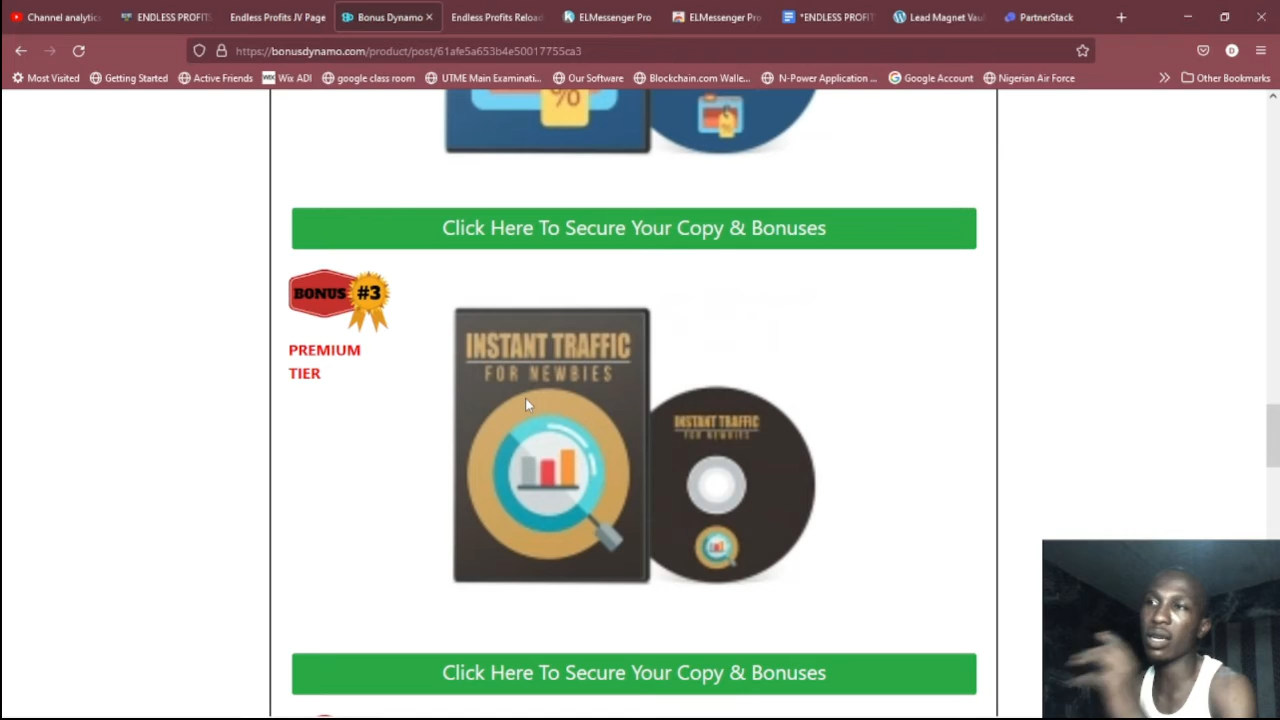 Channel analytic
ENDLESS PROFITS
Endless Profits JV Page
Bonus Dynamo
Endless Profits Reload
ELMessenger Pro
ELMessenger Pro
*ENDLESS PROFI
Lead Magnet Vau
PartnerStack
https://bonusdynamo.com/product/post/61afe5a653b4e50017755ca3
Most Visited
Getting Started
Active Friends
Wix ADI
google class room
UTME Main Examinati...
Our Software
Blockchain.com Walle...
N-Power Application ...
Google Account
Nigerian Air Force
Other Bookmarks
%
Click Here To Secure Your Copy & Bonuses
BONUS #3
PREMIUM
TIER
INSTANT TRAFFIC
FOR NEWBIES
INSTANT TRAFFIC
FOR NEWBIES
Click Here To Secure Your Copy & Bonuses